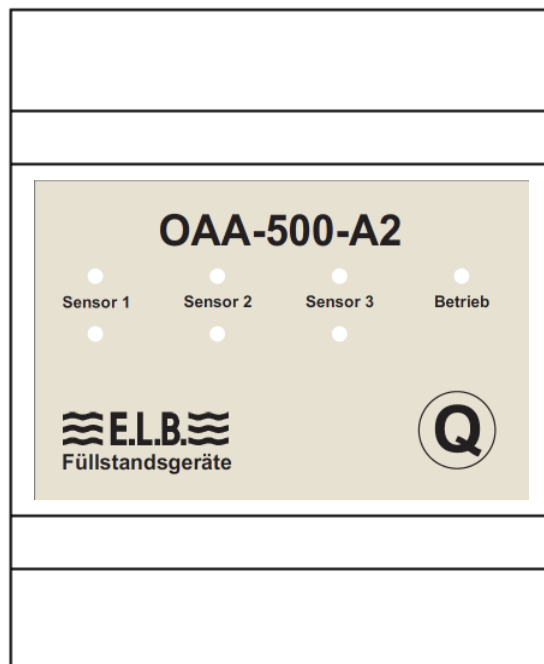 OAA-500-A2
Sensor 1 Sensor 2 Sensor 3 Betrieb
E.L.B.
Füllstandsgeräte
Q